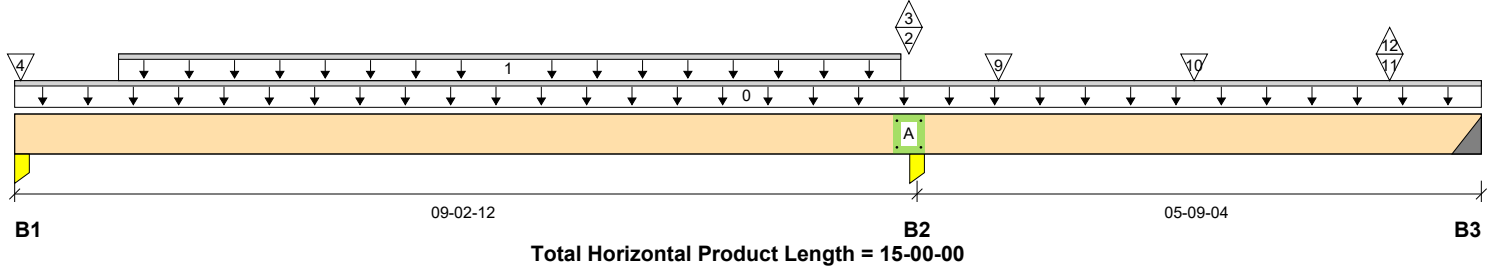 3
2
4
9
10
12
11
1
0
A
09-02-12
05-09-04
B1
B2
B3
Total Horizontal Product Length = 15-00-00